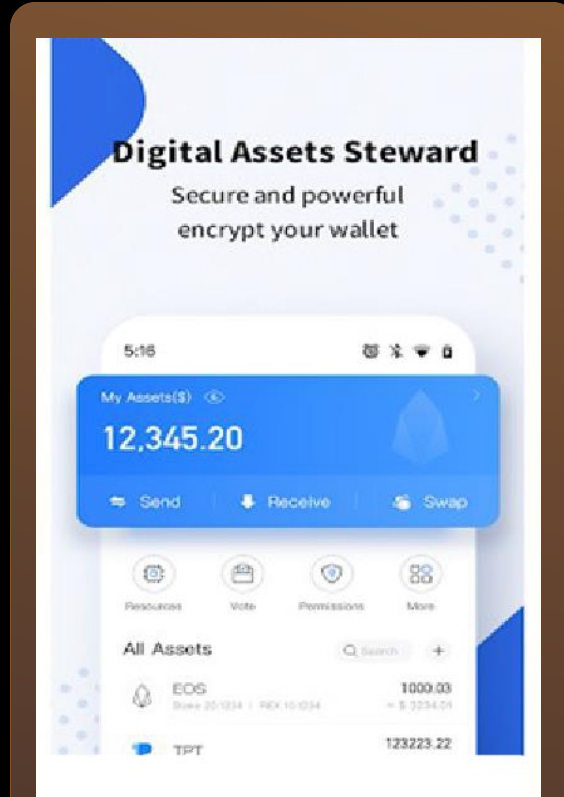 Digital Assets Steward
Secure and powerful
encrypt your wallet
5:16
My Assets($)
12,345.20
Send Receive Swap
Resources Vote Permissions More
All Assets Search +
EOS 1000.03
TPT 123223.22